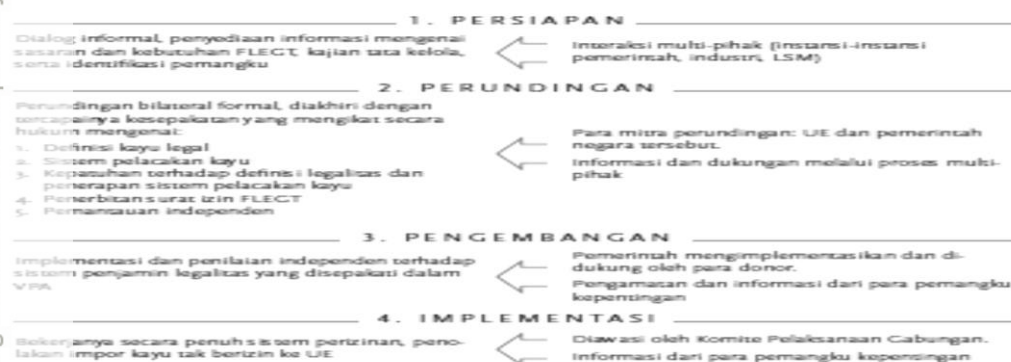 1. PERSIAPAN
Dialog informal, penyediaan informasi mengenai
sasaran dan kebutuhan FLEGT, kajian tata kelola,
serta identifikasi pemangku
Interaksi multi-pihak (instansi-instansi
pemerintah, industri, LSM)
2. PERUNDINGAN
Perundingan bilateral formal, diakhiri dengan
tercapainya kesepakatan yang mengikat secara
hukum mengenai:
1. Definisi kayu legal
2. Sistem pelacakan kayu
3. Kepatuhan terhadap definisi legalitas dan
penerapan sistem pelacakan kayu
4. Penerbitan surat izin FLEGT
5. Pemantauan independen
Para mitra perundingan: UE dan pemerintah
negara tersebut.
Informasi dan dukungan melalui proses multi-
pihak
3. PENGEMBANGAN
Implementasi dan penilaian independen terhadap
sistem penjamin legalitas yang disepakati dalam
VPA
Pemerintah mengimplementasikan dan di-
dukung oleh para donor.
Pengamatan dan informasi dari para pemangku
kepentingan
4. IMPLEMENTASI
Bekerjanya secara penuh sistem perizinan, peno-
lakan impor kayu tak berizin ke UE
Diawasi oleh Komite Pelaksanaan Gabungan.
Informasi dari para pemangku kepentingan